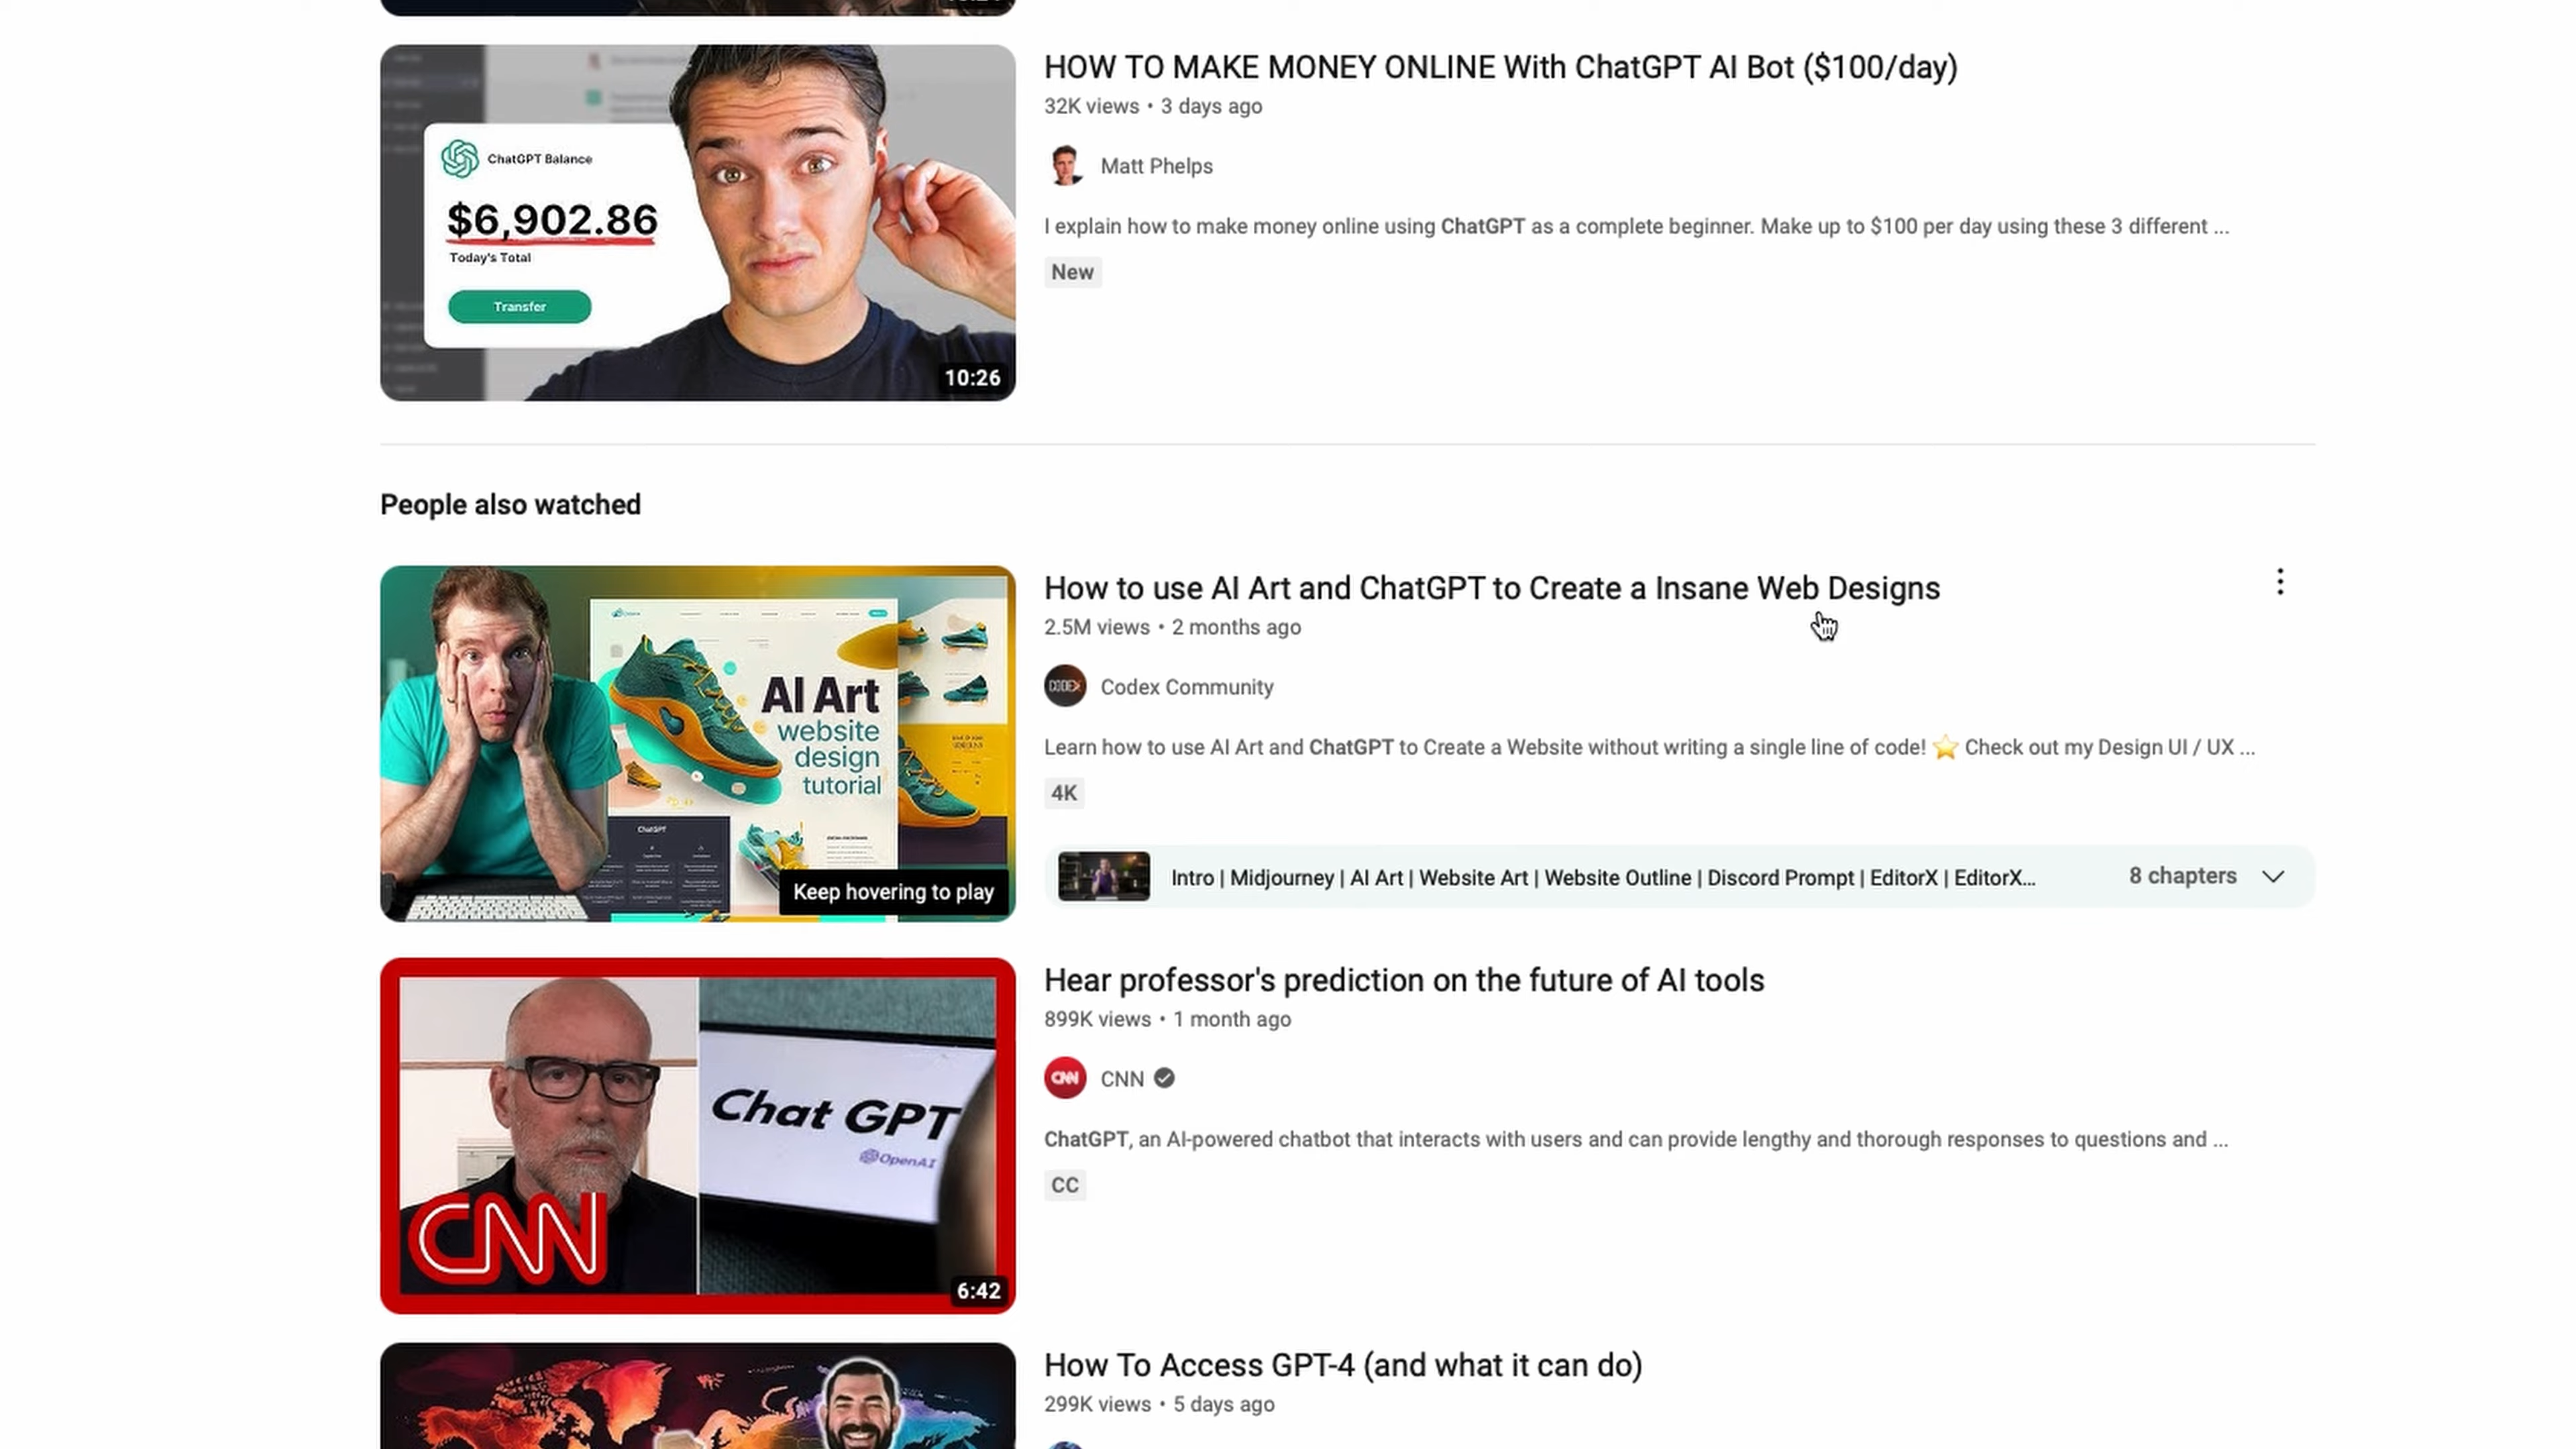 HOW TO MAKE MONEY ONLINE With ChatGPT AI Bot ($100/day)
32K views • 3 days ago
Matt Phelps
I explain how to make money online using ChatGPT as a complete beginner. Make up to $100 per day using these 3 different ...
New
ChatGPT Balance
$6,902.86
Today's Total
Transfer
10:26
People also watched
How to use AI Art and ChatGPT to Create a Insane Web Designs
2.5M views • 2 months ago
CODEX
Codex Community
Learn how to use AI Art and ChatGPT to Create a Website without writing a single line of code! ⭐ Check out my Design UI / UX ...
4K
Intro | Midjourney | AI Art | Website Art | Website Outline | Discord Prompt | EditorX | EditorX...
8 chapters
AI Art
website
design
tutorial
ChatGPT
Keep hovering to play
Hear professor's prediction on the future of AI tools
899K views • 1 month ago
CNN
CNN
ChatGPT, an AI-powered chatbot that interacts with users and can provide lengthy and thorough responses to questions and ...
CC
Chat GPT
OpenAI
CNN
6:42
How To Access GPT-4 (and what it can do)
299K views • 5 days ago